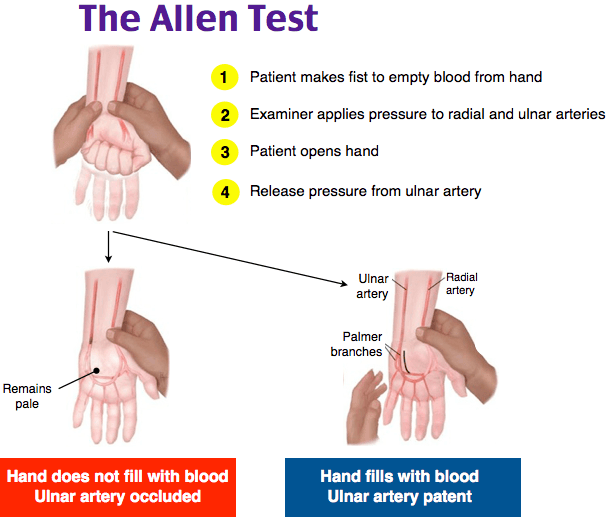 The Allen Test
1 Patient makes fist to empty blood from hand
2 Examiner applies pressure to radial and ulnar arteries
3 Patient opens hand
4 Release pressure from ulnar artery
Ulnar
artery
Radial
artery
Palmer
branches
Remains
pale
Hand does not fill with blood
Ulnar artery occluded
Hand fills with blood
Ulnar artery patent